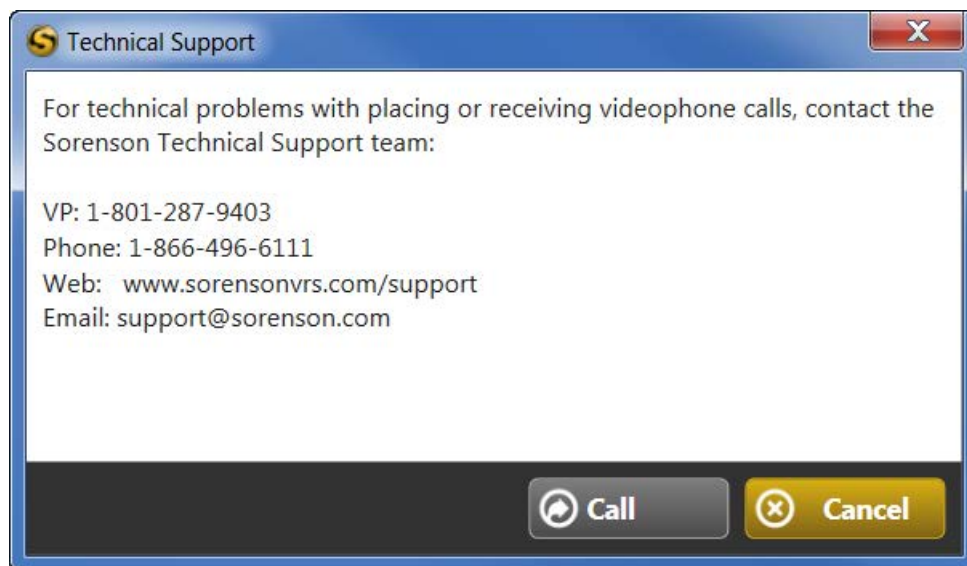 Technical Support
For technical problems with placing or receiving videophone calls, contact the
Sorenson Technical Support team:
VP: 1-801-287-9403
Phone: 1-866-496-6111
Web: www.sorensonvrs.com/support
Email: support@sorenson.com
Call
Cancel